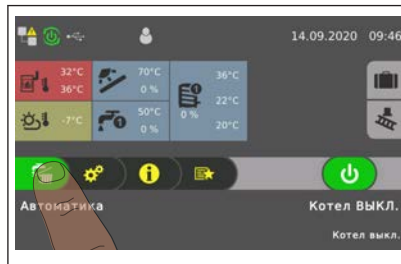 14.09.2020 09:46
32°C
36°C
70°C
0 %
36°C
22°C
20°C
0 %
-7°C
50°C
0 %
Автоматика
Котел ВЫКЛ.
Котел выкл.